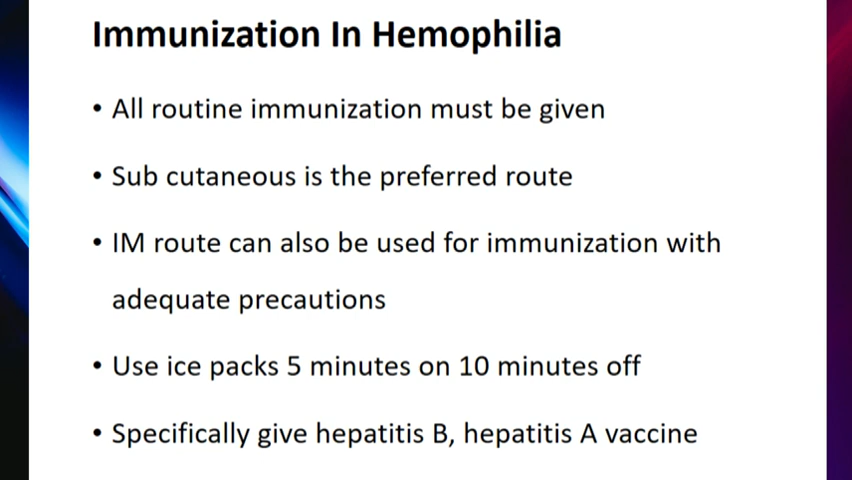 Immunization In Hemophilia
• All routine immunization must be given
• Sub cutaneous is the preferred route
• IM route can also be used for immunization with
adequate precautions
• Use ice packs 5 minutes on 10 minutes off
• Specifically give hepatitis B, hepatitis A vaccine